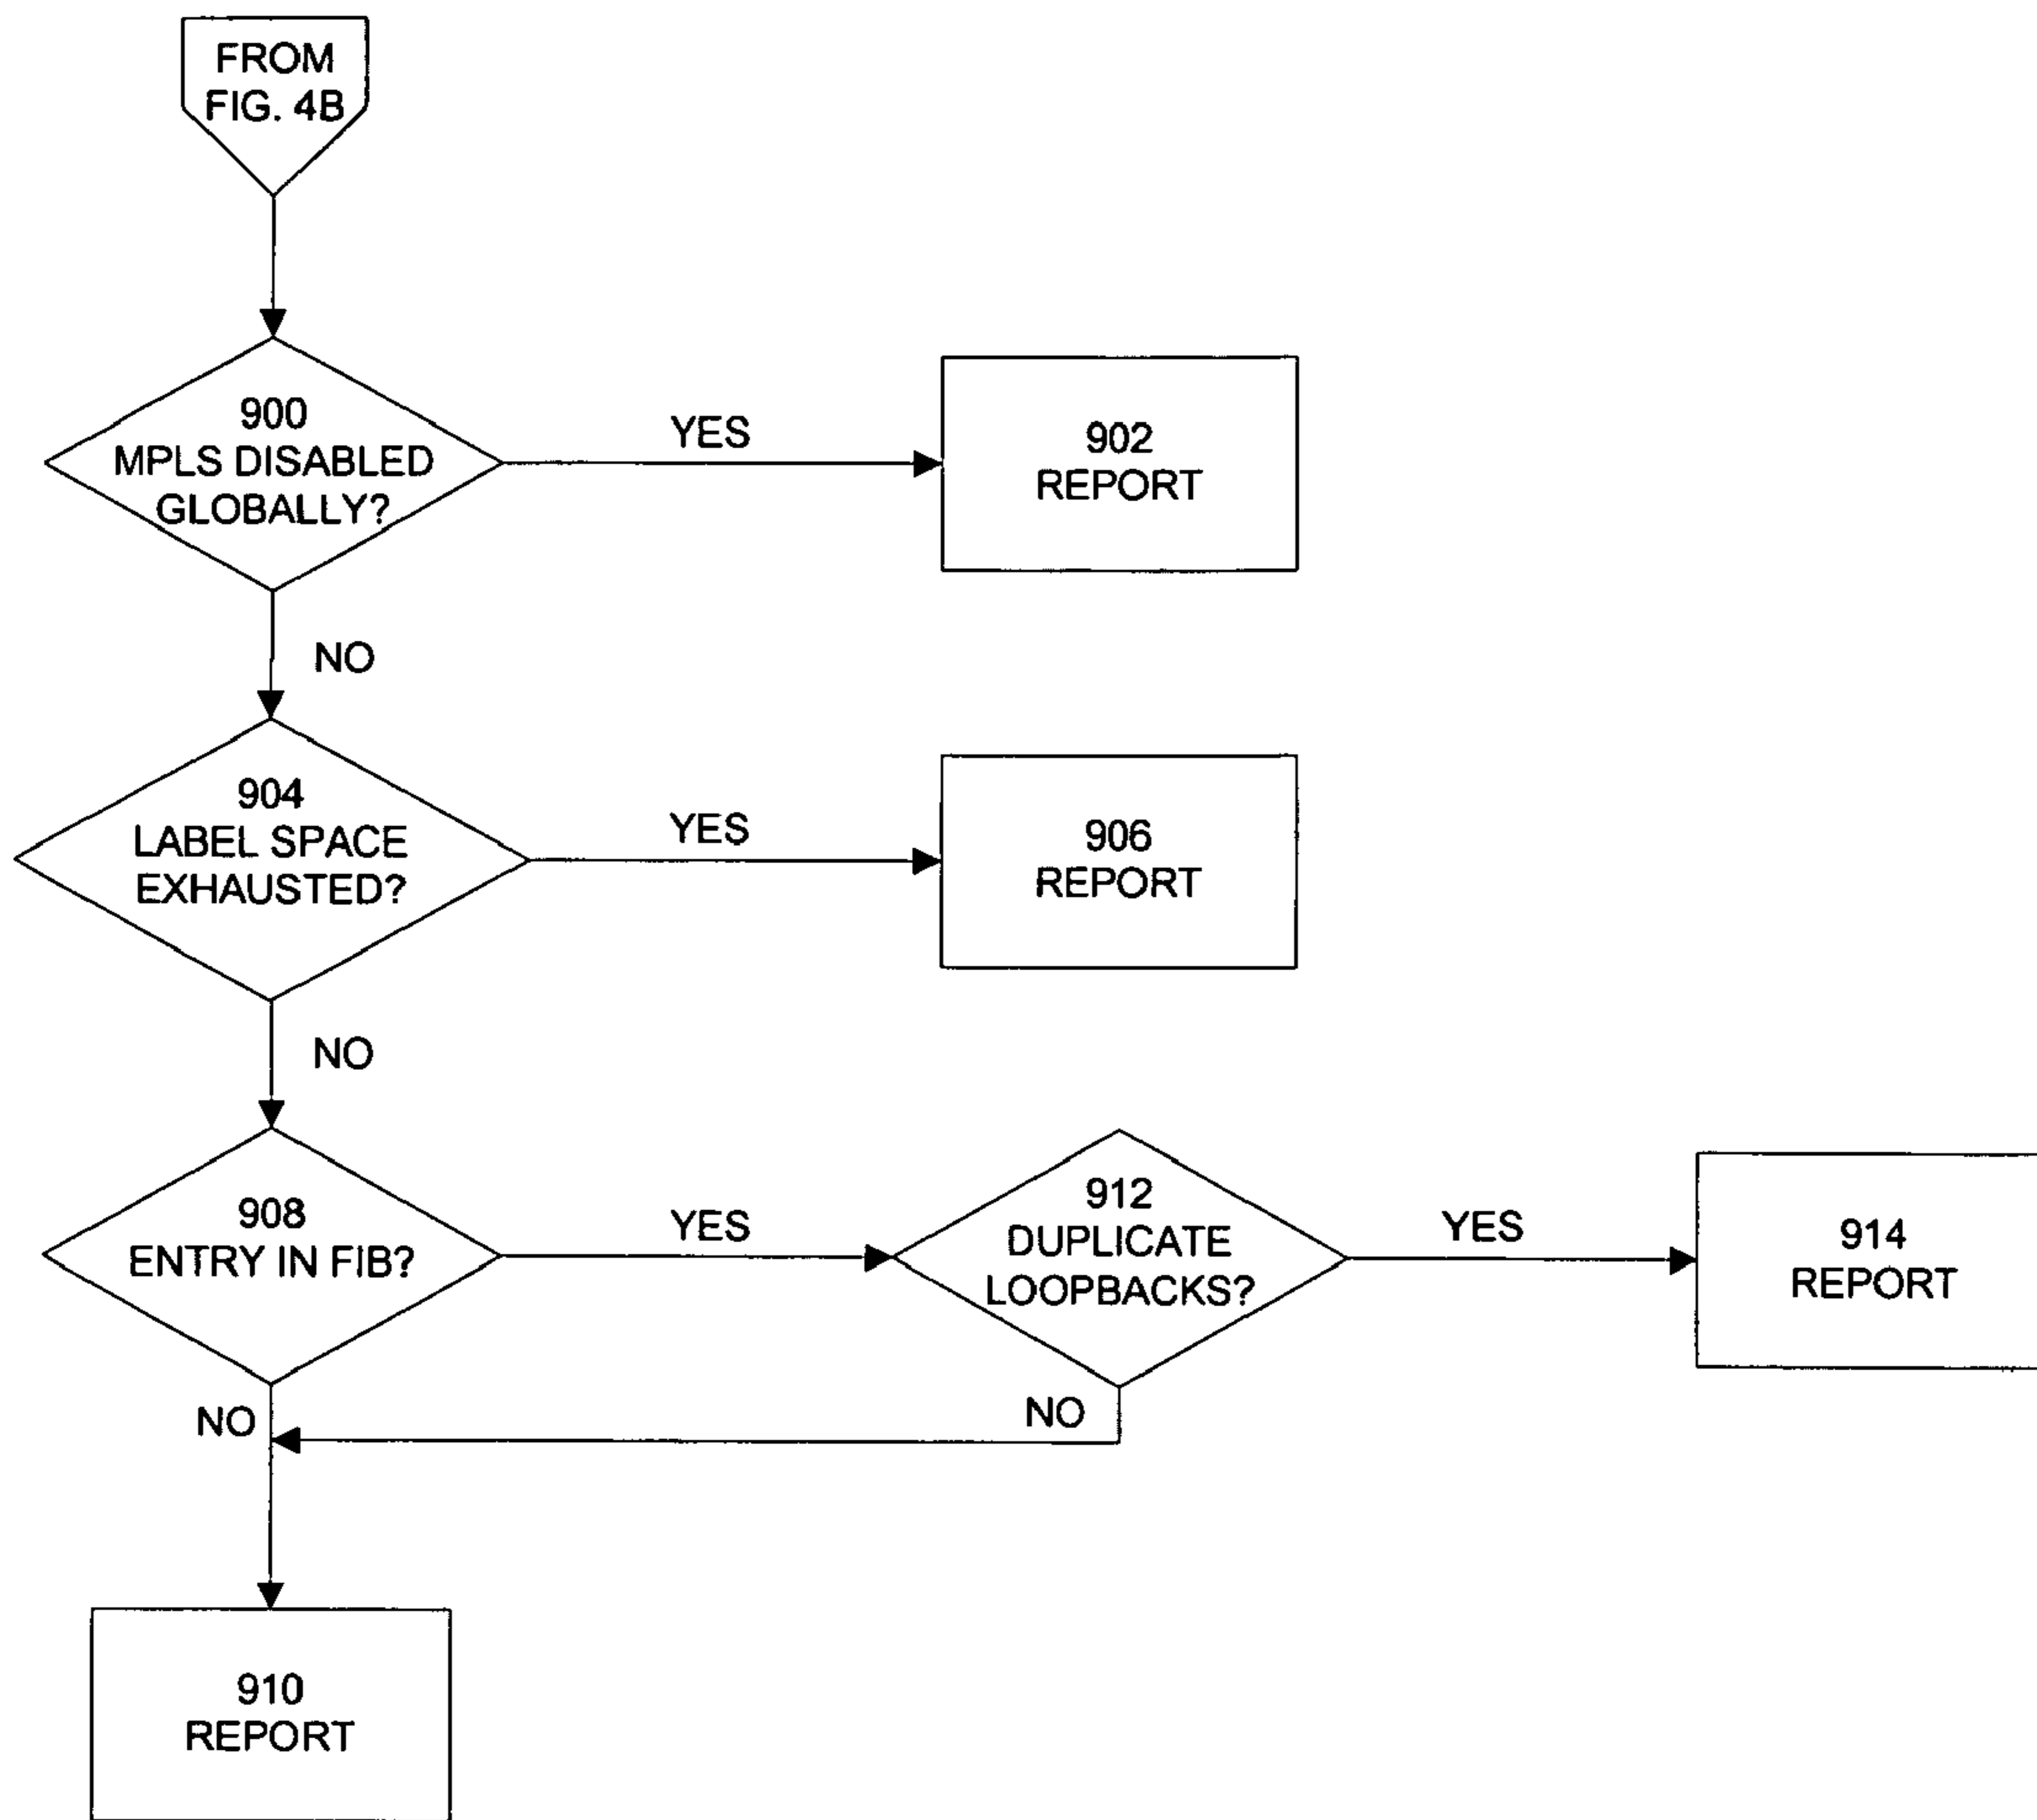 FROM
FIG. 4B
900
MPLS DISABLED
GLOBALLY?
YES
902
REPORT
NO
904
LABEL SPACE
EXHAUSTED?
YES
906
REPORT
NO
908
ENTRY IN FIB?
YES
912
DUPLICATE
LOOPBACKS?
YES
914
REPORT
NO
NO
910
REPORT